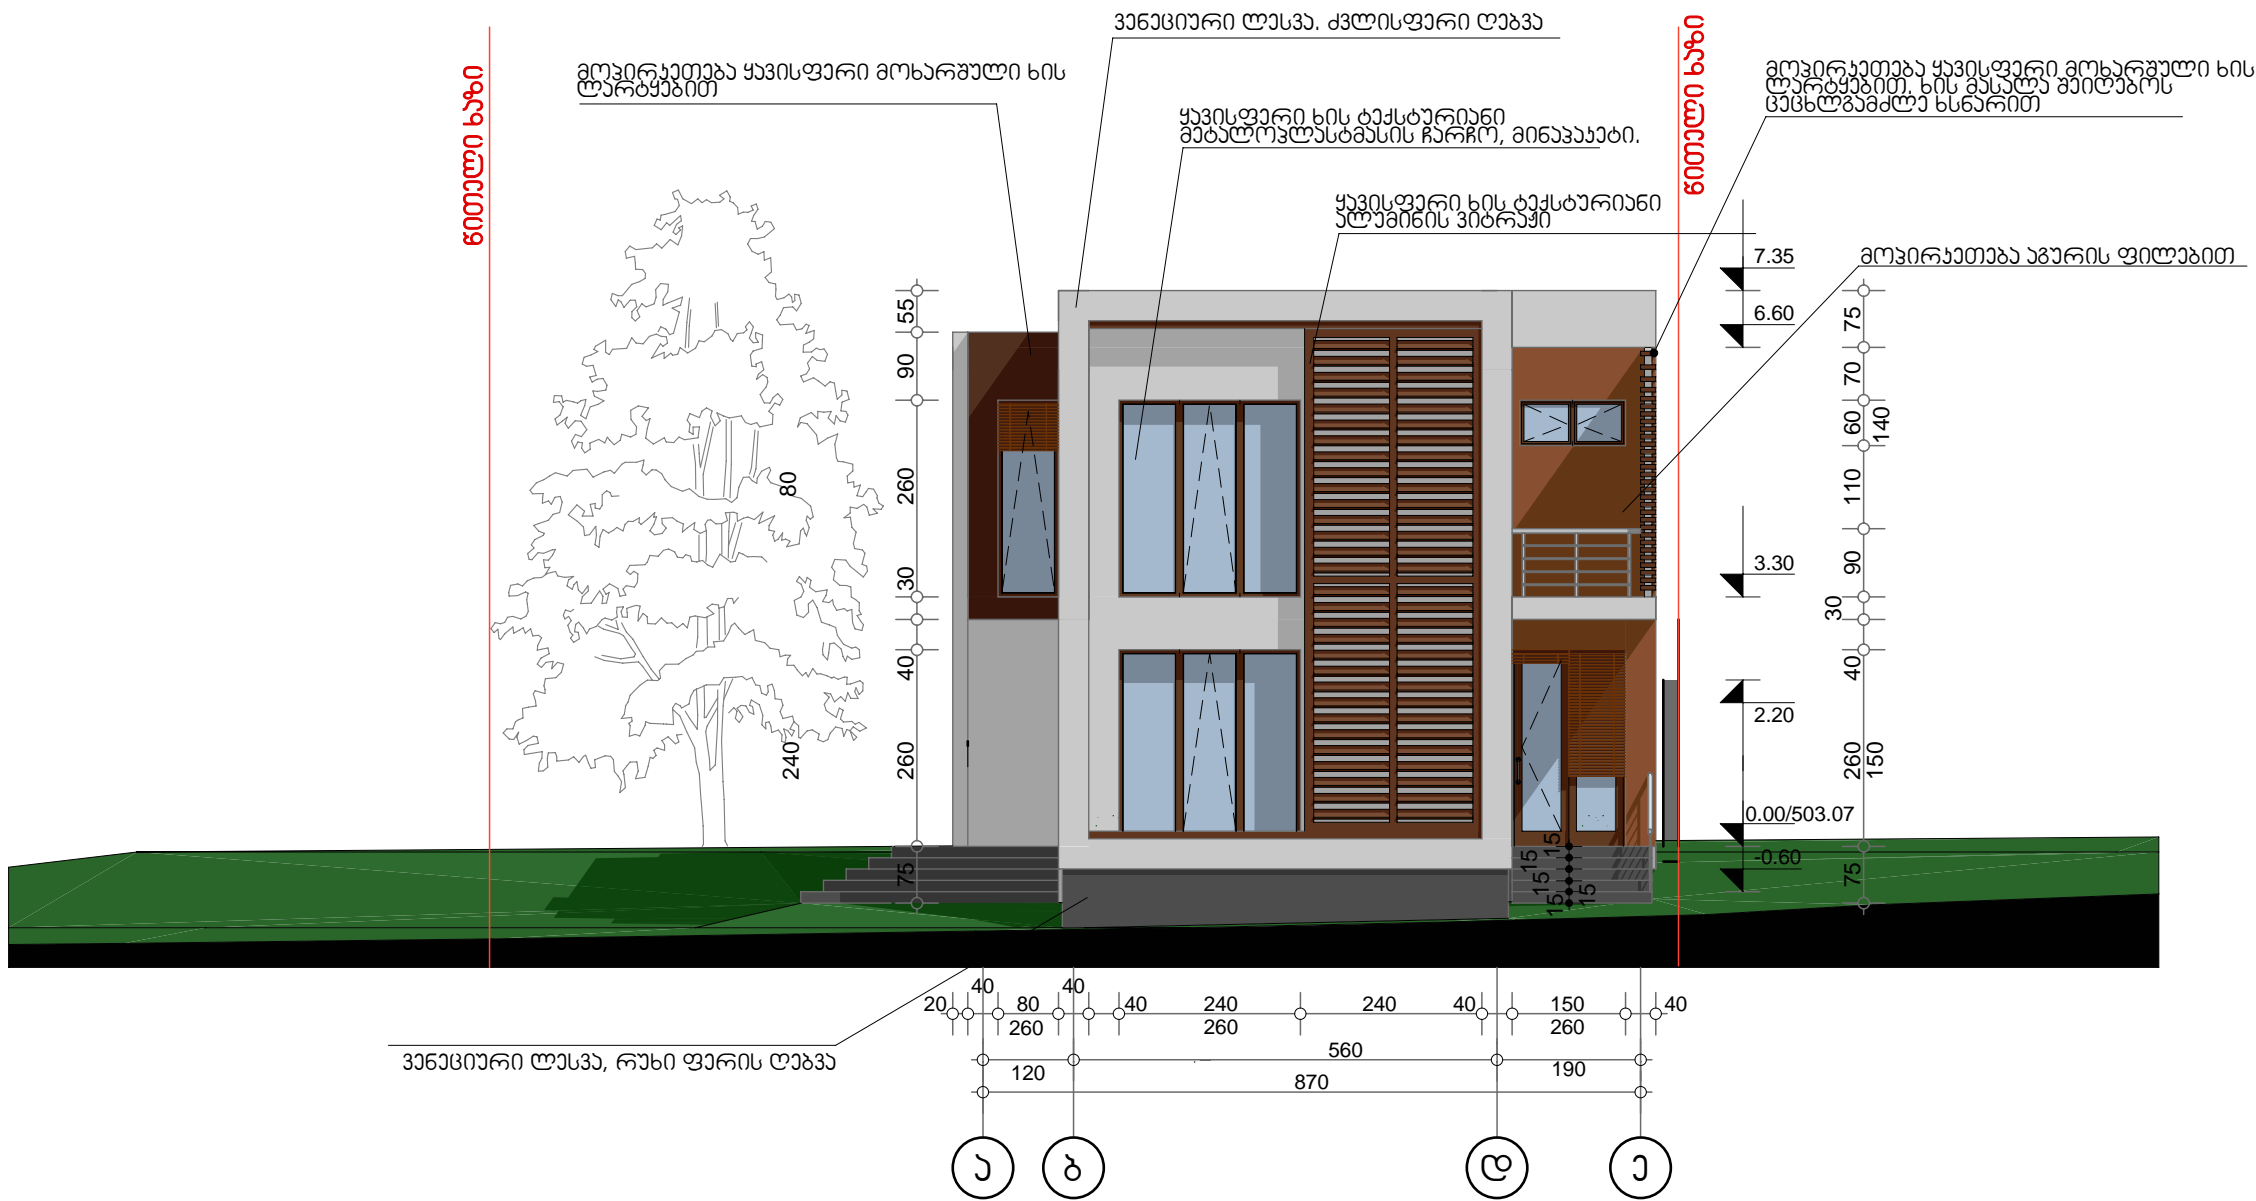 ვენეციური ლესვა. ძვლისფერი ღებვა
მოპირკეთება ყავისფერი მოხარშული ხის
ლარტყებით
მოპირკეთება ყავისფერი მოხარშული ხის
ლარტყებით. ხის მასალა შეიღებოს
ცეცხლგამძლე ხსნარით
ყავისფერი ხის ტექსტურიანი
მეტალოპლასტმასის ჩარჩო, მინაპაკეტი.
ყავისფერი ხის ტექსტურიანი
ალუმინის ვიტრაჟი
მოპირკეთება აგურის ფილებით
წითელი ხაზი
წითელი ხაზი
55
90
260
30
40
260
75
80
240
7.35
6.60
3.30
2.20
0.00/503.07
-0.60
75
70
60
140
110
90
30
40
260
150
75
15
15
15
15
15
20
40
80
40
40
240
240
40
150
40
260
260
260
560
120
190
870
ვენეციური ლესვა, რუხი ფერის ღებვა
ა
ბ
დ
ე